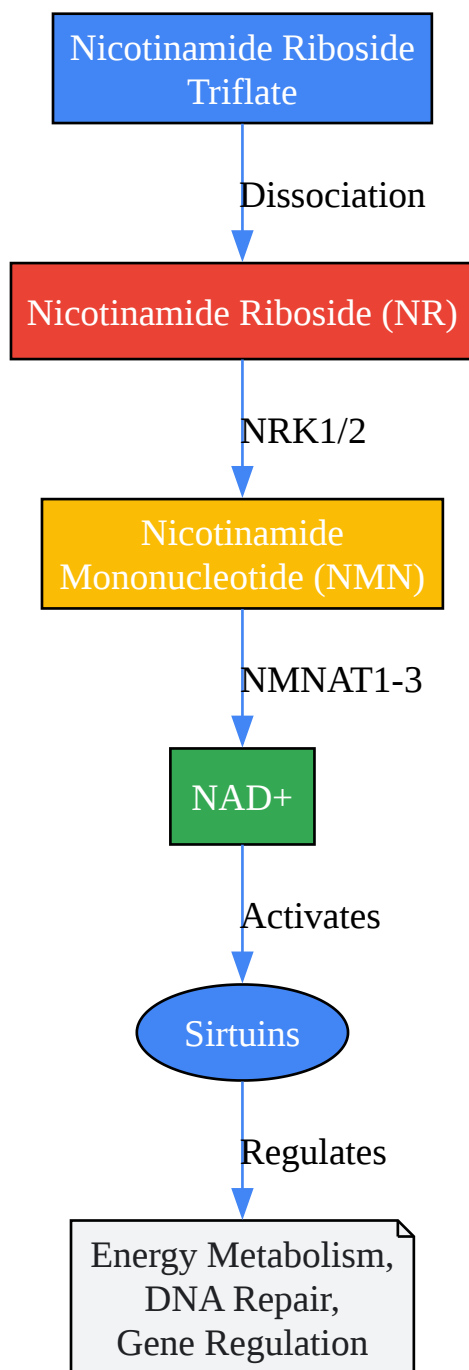 Nicotinamide Riboside
Triflate
Dissociation
Nicotinamide Riboside (NR)
NRK1/2
Nicotinamide
Mononucleotide (NMN)
NMNAT1-3
NAD+
Activates
Sirtuins
Regulates
Energy Metabolism,
DNA Repair,
Gene Regulation